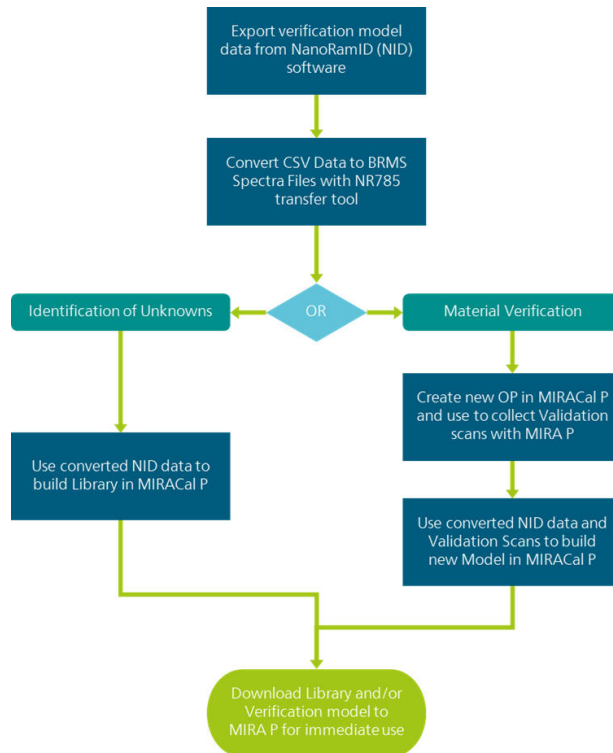 Export verification model
data from NanoRamID (NID)
software
Convert CSV Data to BRMS
Spectra Files with NR785
transfer tool
Identification of Unknowns
OR
Material Verification
Use converted NID data to
build Library in MIRACal P
Create new OP in MIRACal P
and use to collect Validation
scans with MIRA P
Use converted NID data and
Validation Scans to build
new Model in MIRACal P
Download Library and/or
Verification model to
MIRA P for immediate use